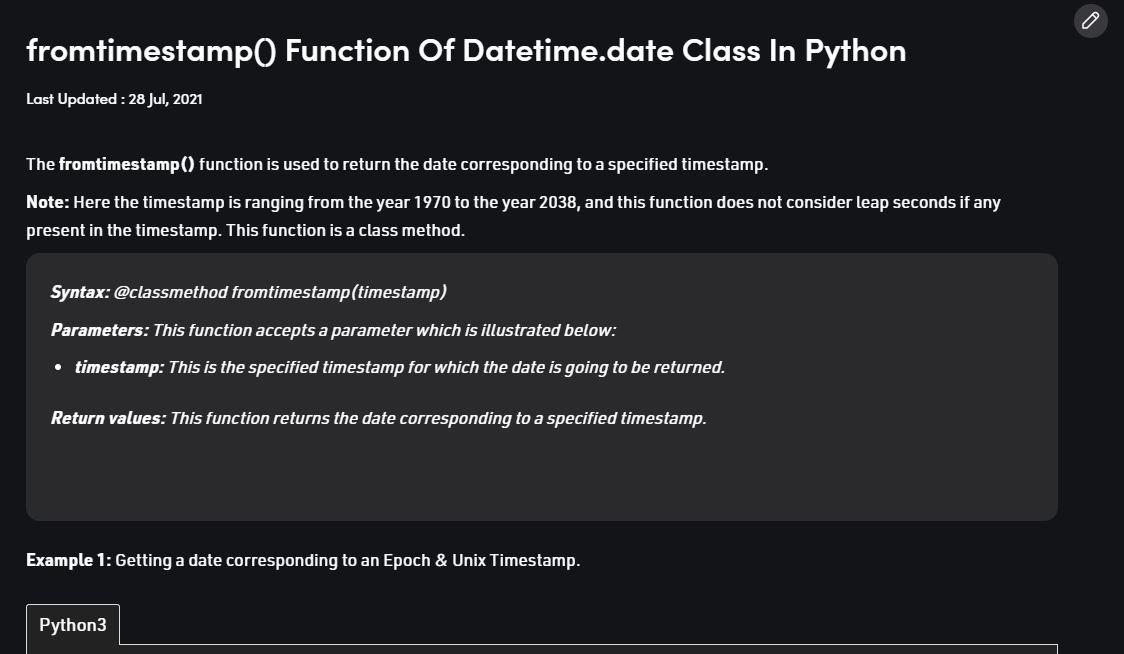 fromtimestamp() Function Of Datetime.date Class In Python
Last Updated : 28 Jul, 2021
The fromtimestamp() function is used to return the date corresponding to a specified timestamp.
Note: Here the timestamp is ranging from the year 1970 to the year 2038, and this function does not consider leap seconds if any
present in the timestamp. This function is a class method.
Syntax: @classmethod fromtimestamp(timestamp)
Parameters: This function accepts a parameter which is illustrated below:
• timestamp: This is the specified timestamp for which the date is going to be returned.
Return values: This function returns the date corresponding to a specified timestamp.
Example 1: Getting a date corresponding to an Epoch & Unix Timestamp.
Python3